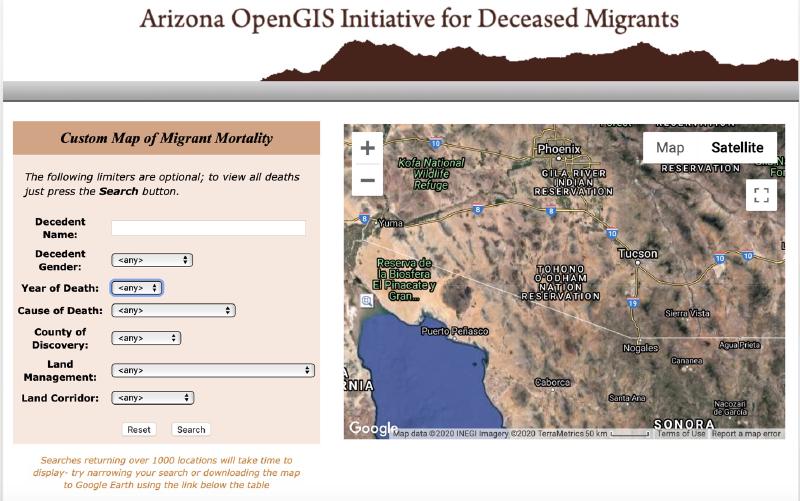 Arizona OpenGIS Initiative for Deceased Migrants
Custom Map of Migrant Mortality
The following limiters are optional; to view all deaths
just press the Search button.
Decedent
Name:
Decedent
Gender:
<any>
Year of Death:
<any>
Cause of Death:
<any>
County of
Discovery:
<any>
Land
Management:
<any>
Land Corridor:
<any>
Reset
Search
Searches returning over 1000 locations will take time to
display- try narrowing your search or downloading the map
to Google Earth using the link below the table
+
−
Map
Satellite
RESERVATION
10
Phoenix
Kofa National
Wildlife
Refuge
GILA RIVER
INDIAN
RESERVATION
RESERVATION
8
Yuma
8
8
10
Tucson
10
10
Reserva de
la Biosfera
El Pinacate y
Gran...
TOHONO
O'ODHAM
NATION
RESERVATION
19
Sierra Vista
Puerto Peñasco
Nogales
Agua Prieta
Cananea
RNIA
Caborca
Santa Ana
Nacozari
de García
SONORA
Google
Map data ©2020 INEGI Imagery ©2020 TerraMetrics
50 km
Terms of Use
Report a map error